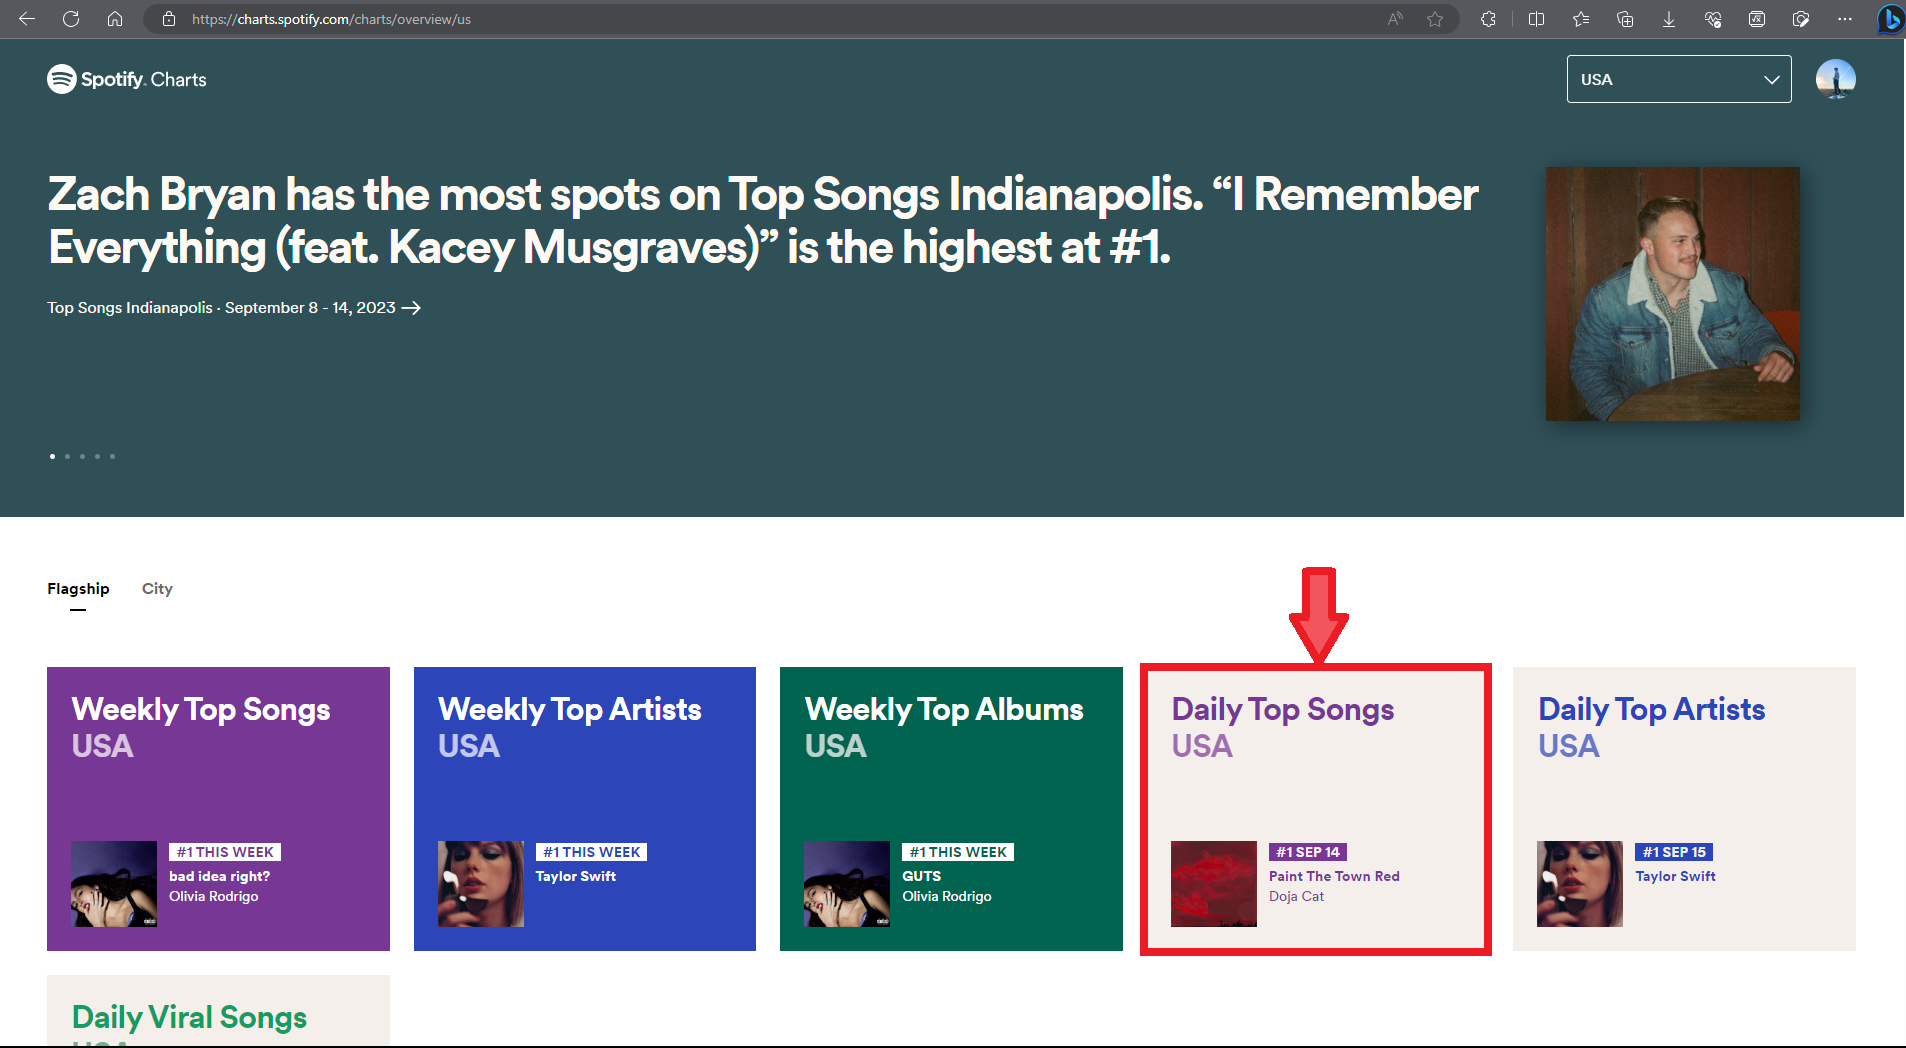 https://charts.spotify.com/charts/overview/us
Spotify Charts
USA
Zach Bryan has the most spots on Top Songs Indianapolis. “I Remember
Everything (feat. Kacey Musgraves)” is the highest at #1.
Top Songs Indianapolis · September 8 - 14, 2023
Flagship
City
Weekly Top Songs
USA
#1 THIS WEEK
bad idea right?
Olivia Rodrigo
Weekly Top Artists
USA
#1 THIS WEEK
Taylor Swift
Weekly Top Albums
USA
#1 THIS WEEK
GUTS
Olivia Rodrigo
Daily Top Songs
USA
#1 SEP 14
Paint The Town Red
Doja Cat
Daily Top Artists
USA
#1 SEP 15
Taylor Swift
Daily Viral Songs
USA